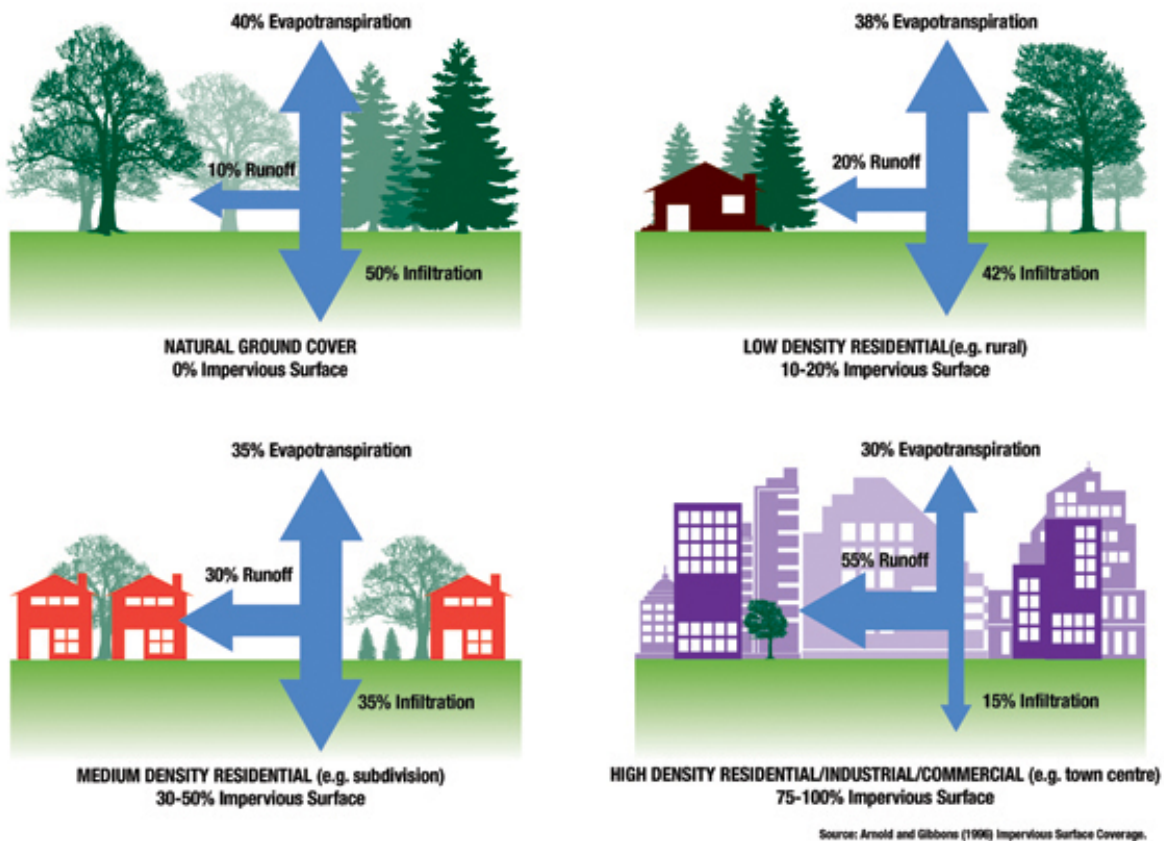 40% Evapotranspiration
10% Runoff
50% Infiltration
NATURAL GROUND COVER
0% Impervious Surface
38% Evapotranspiration
20% Runoff
42% Infiltration
LOW DENSITY RESIDENTIAL(e.g. rural)
10-20% Impervious Surface
35% Evapotranspiration
30% Runoff
35% Infiltration
MEDIUM DENSITY RESIDENTIAL (e.g. subdivision)
30-50% Impervious Surface
30% Evapotranspiration
55% Runoff
15% Infiltration
HIGH DENSITY RESIDENTIAL/INDUSTRIAL/COMMERCIAL (e.g. town centre)
75-100% Impervious Surface
Source: Arnold and Gibbons (1996) Impervious Surface Coverage.